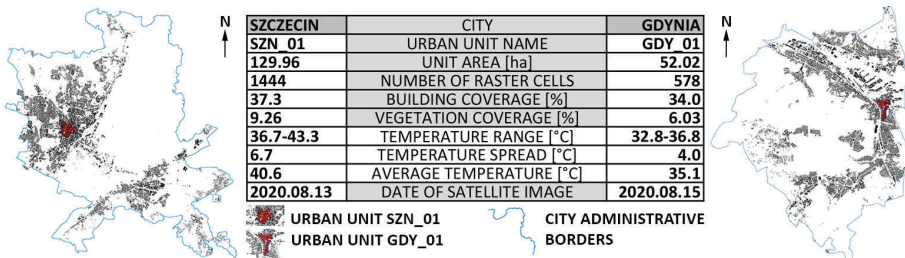 N
SZCZECIN CITY GDYNIA
SZN_01 URBAN UNIT NAME GDY_01
129.96 UNIT AREA [ha] 52.02
1444 NUMBER OF RASTER CELLS 578
37.3 BUILDING COVERAGE [%] 34.0
9.26 VEGETATION COVERAGE [%] 6.03
36.7-43.3 TEMPERATURE RANGE [°C] 32.8-36.8
6.7 TEMPERATURE SPREAD [°C] 4.0
40.6 AVERAGE TEMPERATURE [°C] 35.1
2020.08.13 DATE OF SATELLITE IMAGE 2020.08.15
URBAN UNIT SZN_01
URBAN UNIT GDY_01
CITY ADMINISTRATIVE
BORDERS
N